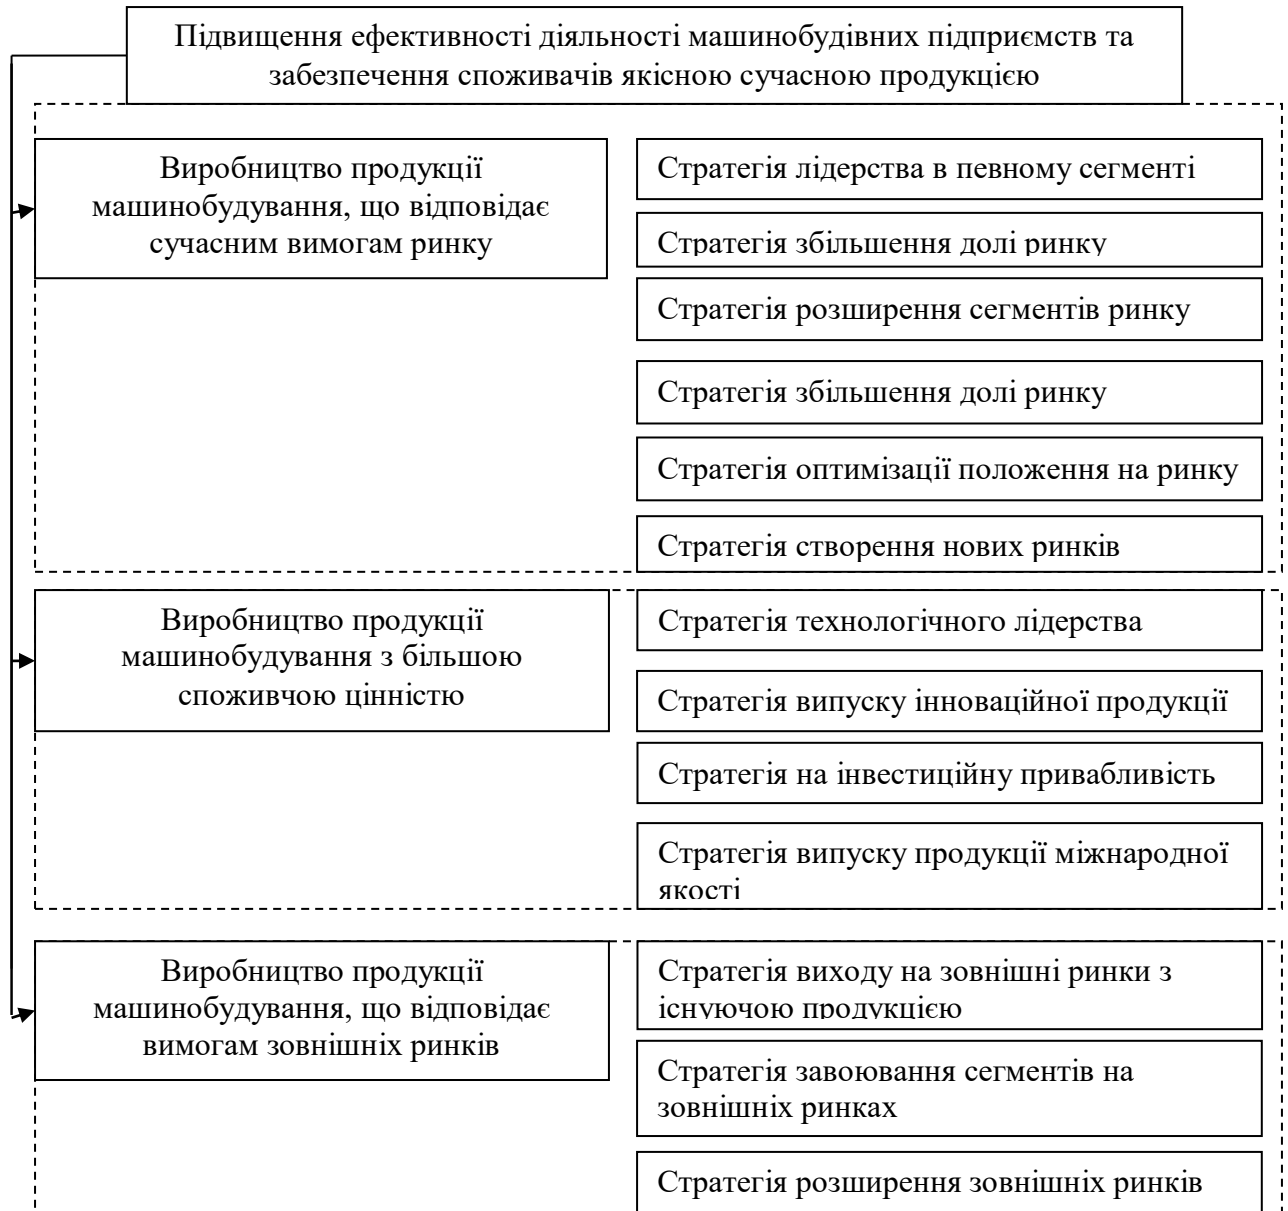 Підвищення ефективності діяльності машинобудівних підприємств та
забезпечення споживачів якісною сучасною продукцією
Виробництво продукції
машинобудування, що відповідає
сучасним вимогам ринку
Стратегія лідерства в певному сегменті
Стратегія збільшення долі ринку
Стратегія розширення сегментів ринку
Стратегія збільшення долі ринку
Стратегія оптимізації положення на ринку
Стратегія створення нових ринків
Виробництво продукції
машинобудування з більшою
споживчою цінністю
Стратегія технологічного лідерства
Стратегія випуску інноваційної продукції
Стратегія на інвестиційну привабливість
Стратегія випуску продукції міжнародної
якості
Виробництво продукції
машинобудування, що відповідає
вимогам зовнішніх ринків
Стратегія виходу на зовнішні ринки з
існуючою продукцією
Стратегія завоювання сегментів на
зовнішніх ринках
Стратегія розширення зовнішніх ринків